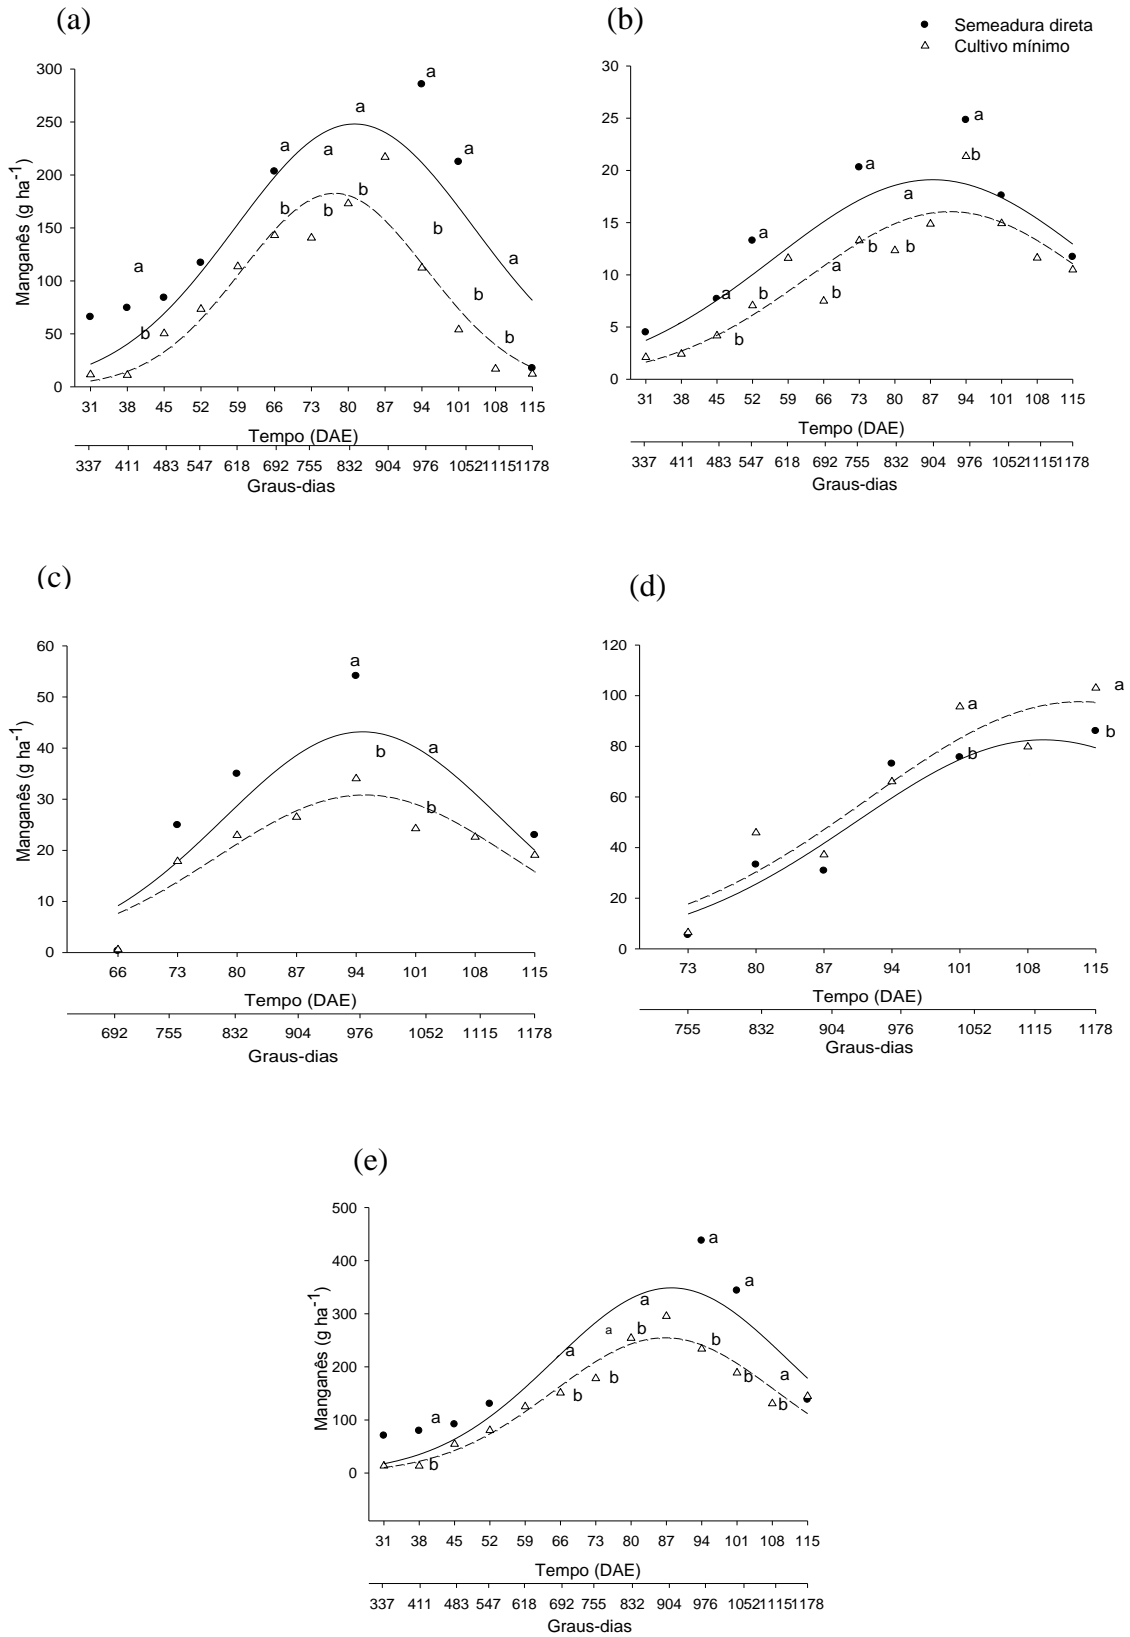 (a)
(b)
Semeadura direta
Cultivo mínimo
Manganês (g ha-1)
300
250
200
150
100
50
0
a
a
a
a
a
a
a
a
b
b
b
b
b
b
b
31 38 45 52 59 66 73 80 87 94 101 108 115
Tempo (DAE)
337 411 483 547 618 692 755 832 904 976 1052 1115 1178
Graus-dias
30
25
20
15
10
5
0
a
a
b
a
a
a
a
b
b
a
b
b
b
31 38 45 52 59 66 73 80 87 94 101 108 115
Tempo (DAE)
337 411 483 547 618 692 755 832 904 976 1052 1115 1178
Graus-dias
(c)
(d)
Manganês (g ha-1)
60
50
40
30
20
10
0
a
b
a
b
66 73 80 87 94 101 108 115
Tempo (DAE)
692 755 832 904 976 1052 1115 1178
Graus-dias
120
100
80
60
40
20
0
a
a
b
b
73 80 87 94 101 108 115
Tempo (DAE)
755 832 904 976 1052 1115 1178
Graus-dias
(e)
Manganês (g ha-1)
500
400
300
200
100
0
a
a
a
a
b
b
a
b
b
a
b
a
b
b
31 38 45 52 59 66 73 80 87 94 101 108 115
Tempo (DAE)
337 411 483 547 618 692 755 832 904 976 1052 1115 1178
Graus-dias